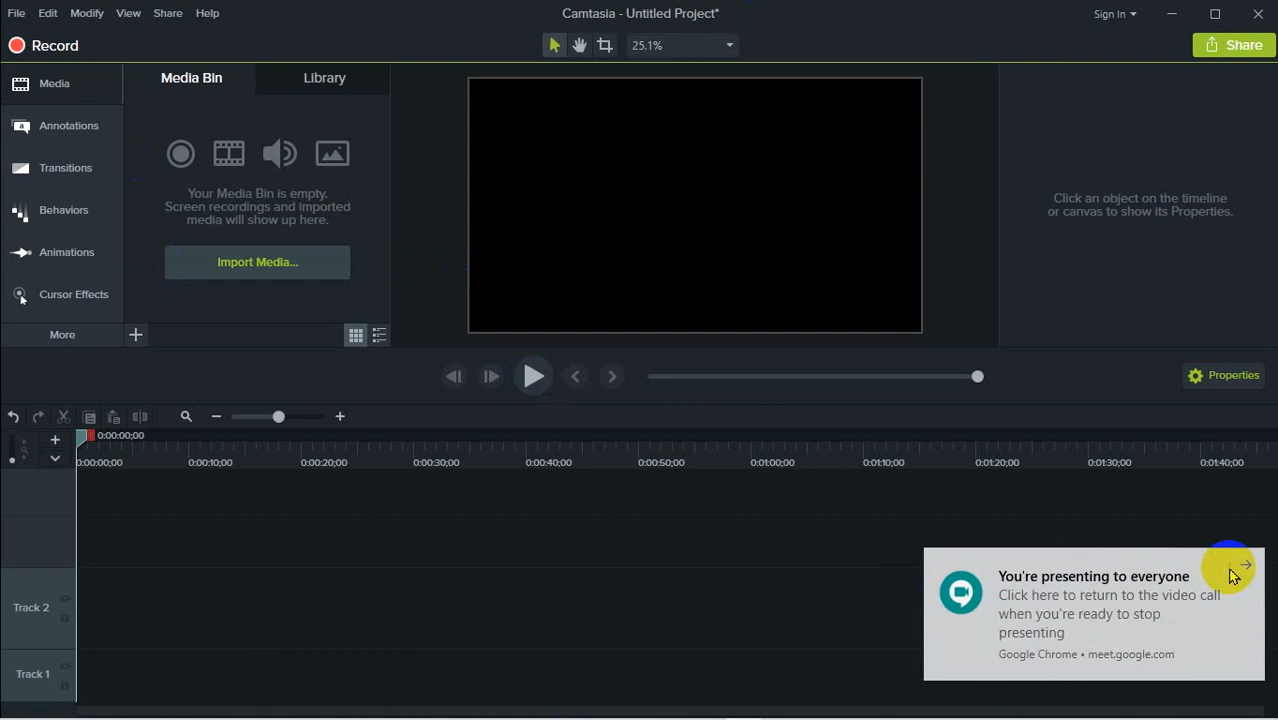 File Edit Modify View Share Help
Camtasia - Untitled Project*
Sign In
Record
25.1%
Share
Media
Annotations
Transitions
Behaviors
Animations
Cursor Effects
More
Media Bin
Library
Your Media Bin is empty.
Screen recordings and imported
media will show up here.
Import Media...
Click an object on the timeline
or canvas to show its Properties.
Properties
0:00:00;00
0:00:00;00 0:00:10;00 0:00:20;00 0:00:30;00 0:00:40;00 0:00:50;00 0:01:00;00 0:01:10;00 0:01:20;00 0:01:30;00 0:01:40;00
Track 2
Track 1
You're presenting to everyone
Click here to return to the video call
when you're ready to stop
presenting
Google Chrome • meet.google.com